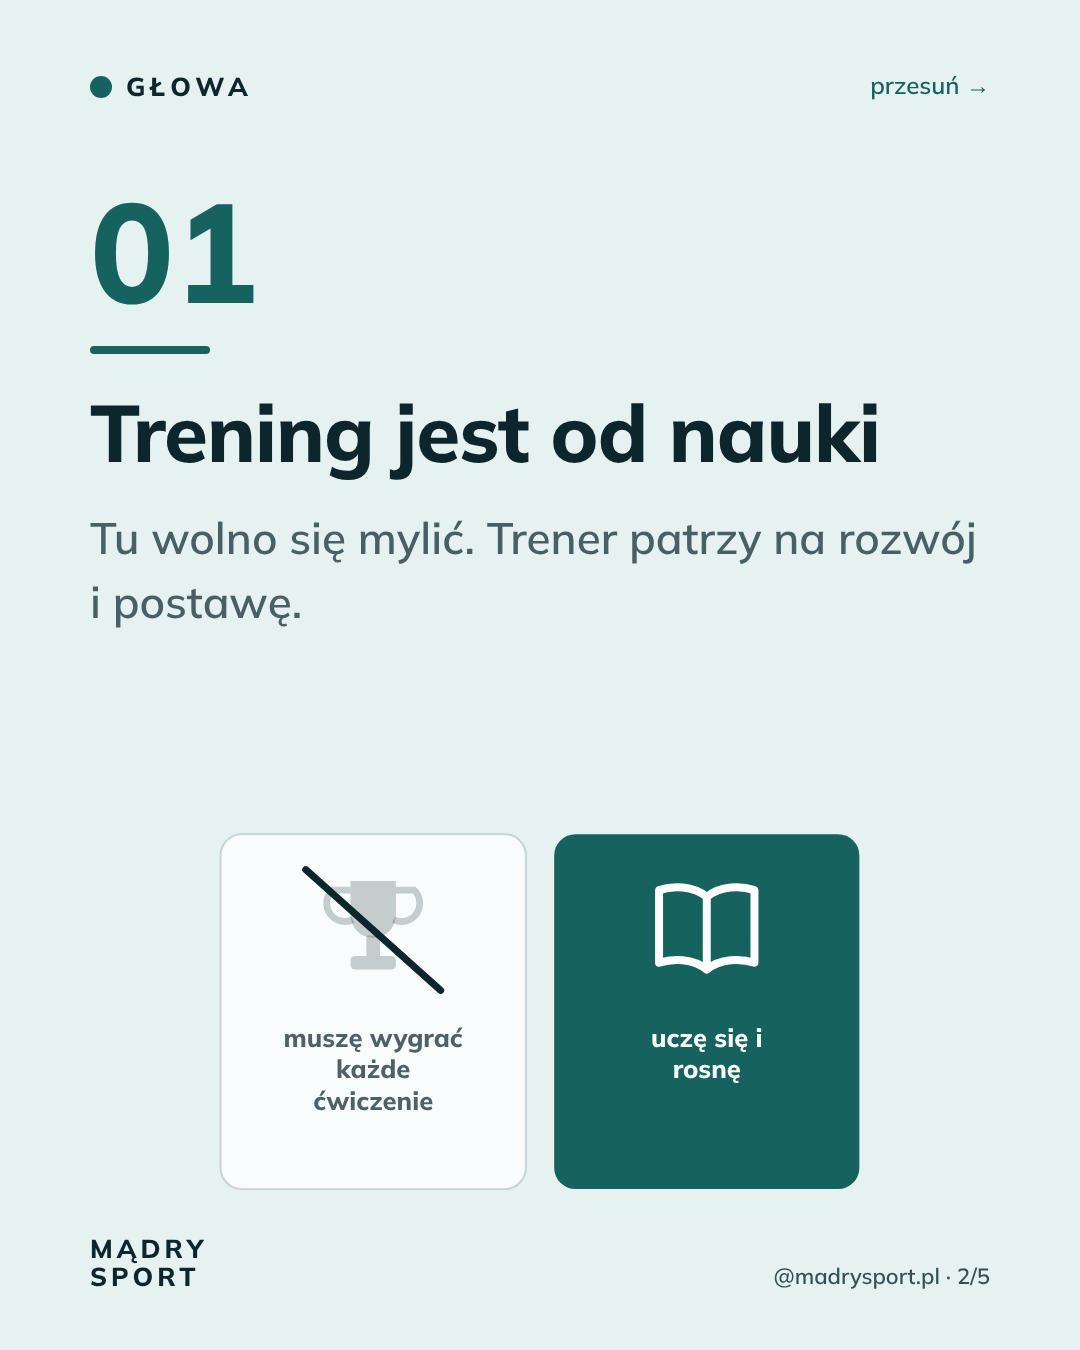 GŁOWA
przesuń →
01
Trening jest od nauki
Tu wolno się mylić. Trener patrzy na rozwój
i postawę.
muszę wygrać
każde
ćwiczenie
uczę się i
rosnę
MĄDRY
SPORT
@madrysport.pl · 2/5